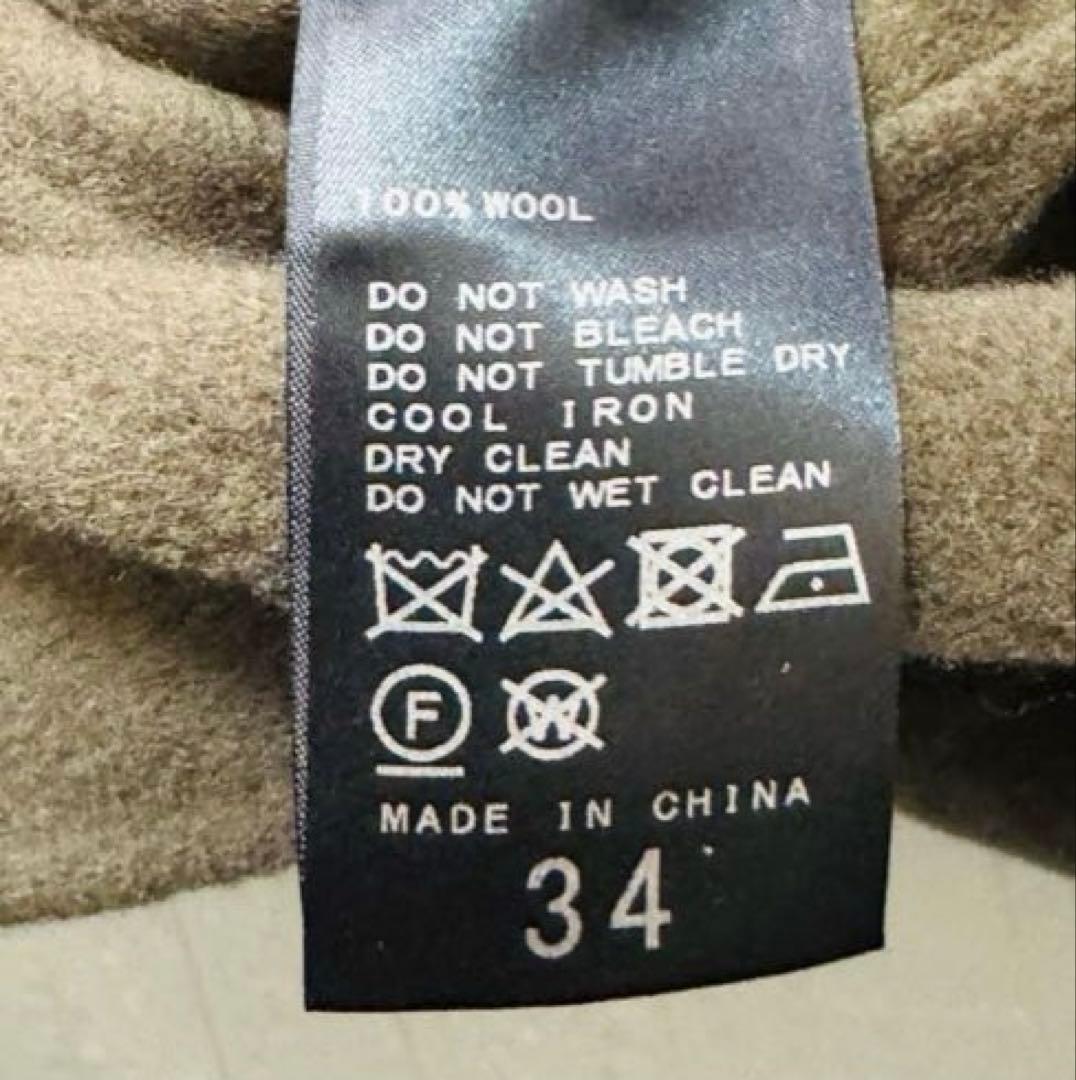 100% WOOL
DO NOT WASH
DO NOT BLEACH
DO NOT TUMBLE DRY
COOL IRON
DRY CLEAN
DO NOT WET CLEAN
F W
MADE IN CHINA
34